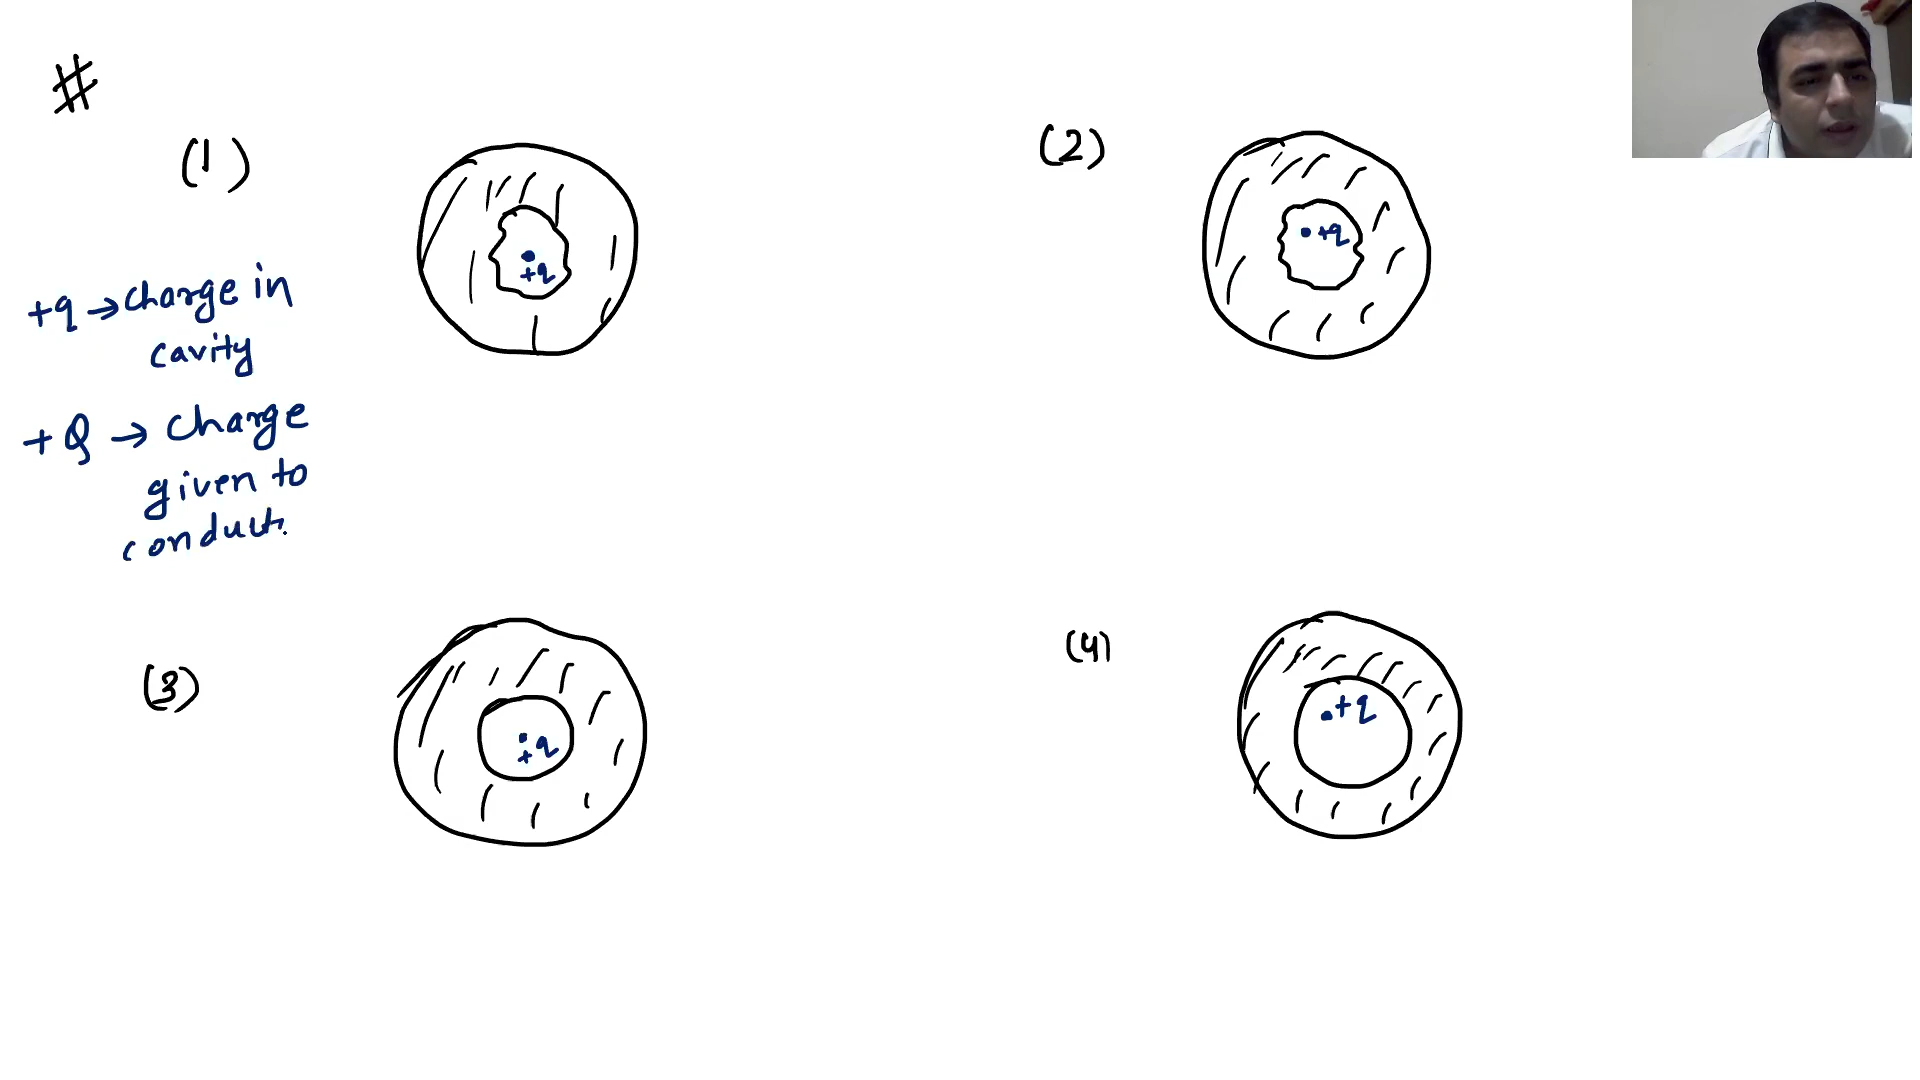 #
(1)
(2)
+q
+q
+q → charge in
cavity
+Q → charge
given to
conduct.
(3)
(4)
+q
+q